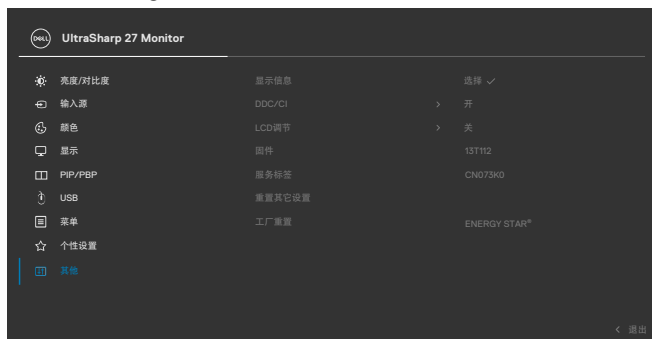 DELL UltraSharp 27 Monitor
亮度/对比度 显示信息 选择 ✓
输入源 DDC/CI > 开
颜色 LCD调节 > 关
显示 固件 13T112
PIP/PBP 服务标签 CN073K0
USB 重置其它设置
菜单 工厂重置 ENERGY STAR®
个性设置
其他
< 退出